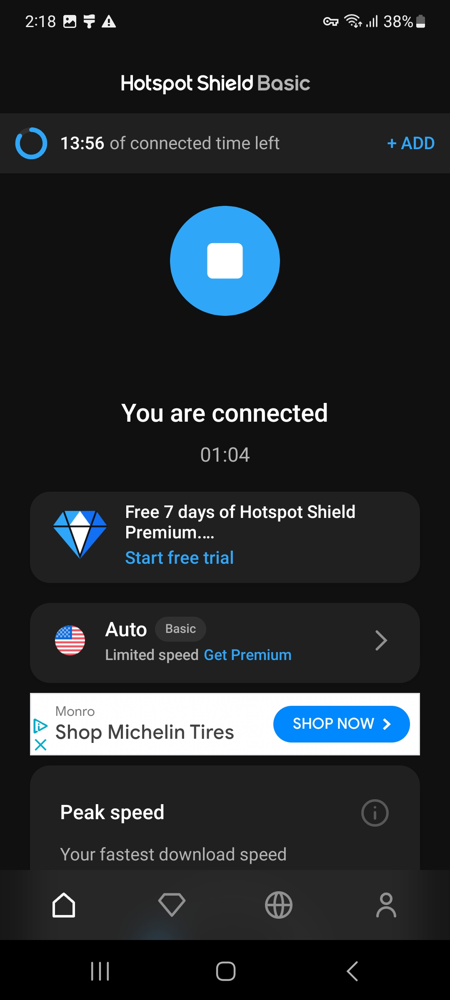 2:18 38%
Hotspot Shield Basic
13:56 of connected time left + ADD
You are connected
01:04
Free 7 days of Hotspot Shield
Premium....
Start free trial
Auto Basic
Limited speed Get Premium
Monro
Shop Michelin Tires
SHOP NOW
Peak speed
Your fastest download speed